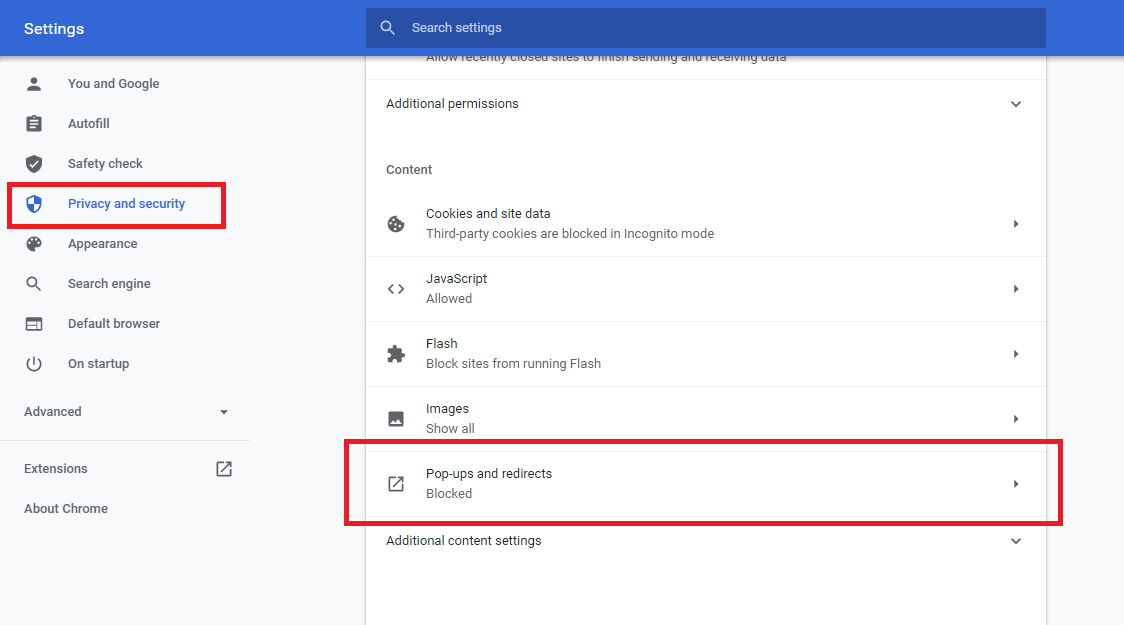 Settings
Search settings
You and Google
Autofill
Safety check
Privacy and security
Appearance
Search engine
Default browser
On startup
Advanced
Extensions
About Chrome
Allow recently closed sites to finish sending and receiving data
Additional permissions
Content
Cookies and site data
Third-party cookies are blocked in Incognito mode
JavaScript
Allowed
Flash
Block sites from running Flash
Images
Show all
Pop-ups and redirects
Blocked
Additional content settings